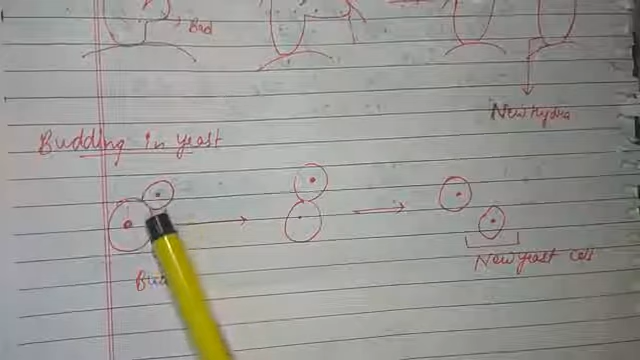 Bud
New hydra
Budding in yeast
New yeast cell